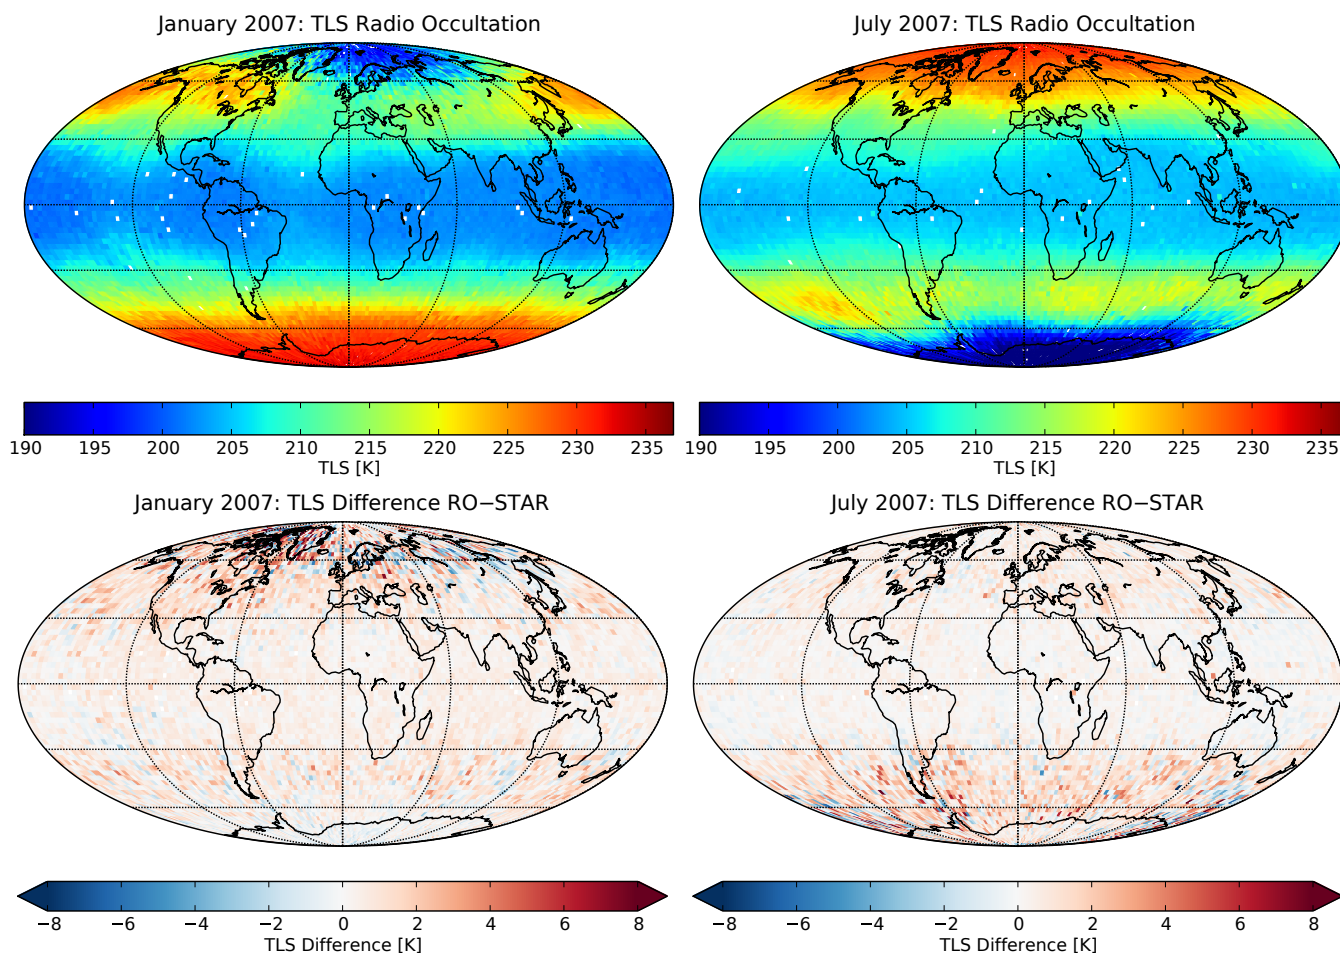 January 2007: TLS Radio Occultation
July 2007: TLS Radio Occultation
190 195 200 205 210 215 220 225 230 235
TLS [K]
190 195 200 205 210 215 220 225 230 235
TLS [K]
January 2007: TLS Difference RO−STAR
July 2007: TLS Difference RO−STAR
−8 −6 −4 −2 0 2 4 6 8
TLS Difference [K]
−8 −6 −4 −2 0 2 4 6 8
TLS Difference [K]